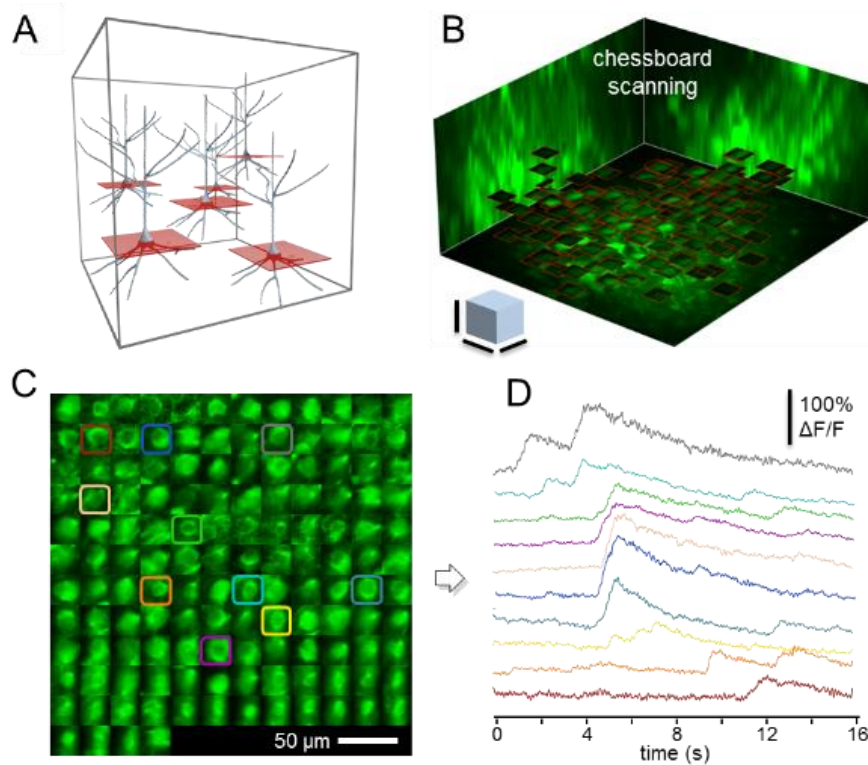 A
B
chessboard
scanning
C
50 µm
D
100%
ΔF/F
0 4 8 12 16
time (s)